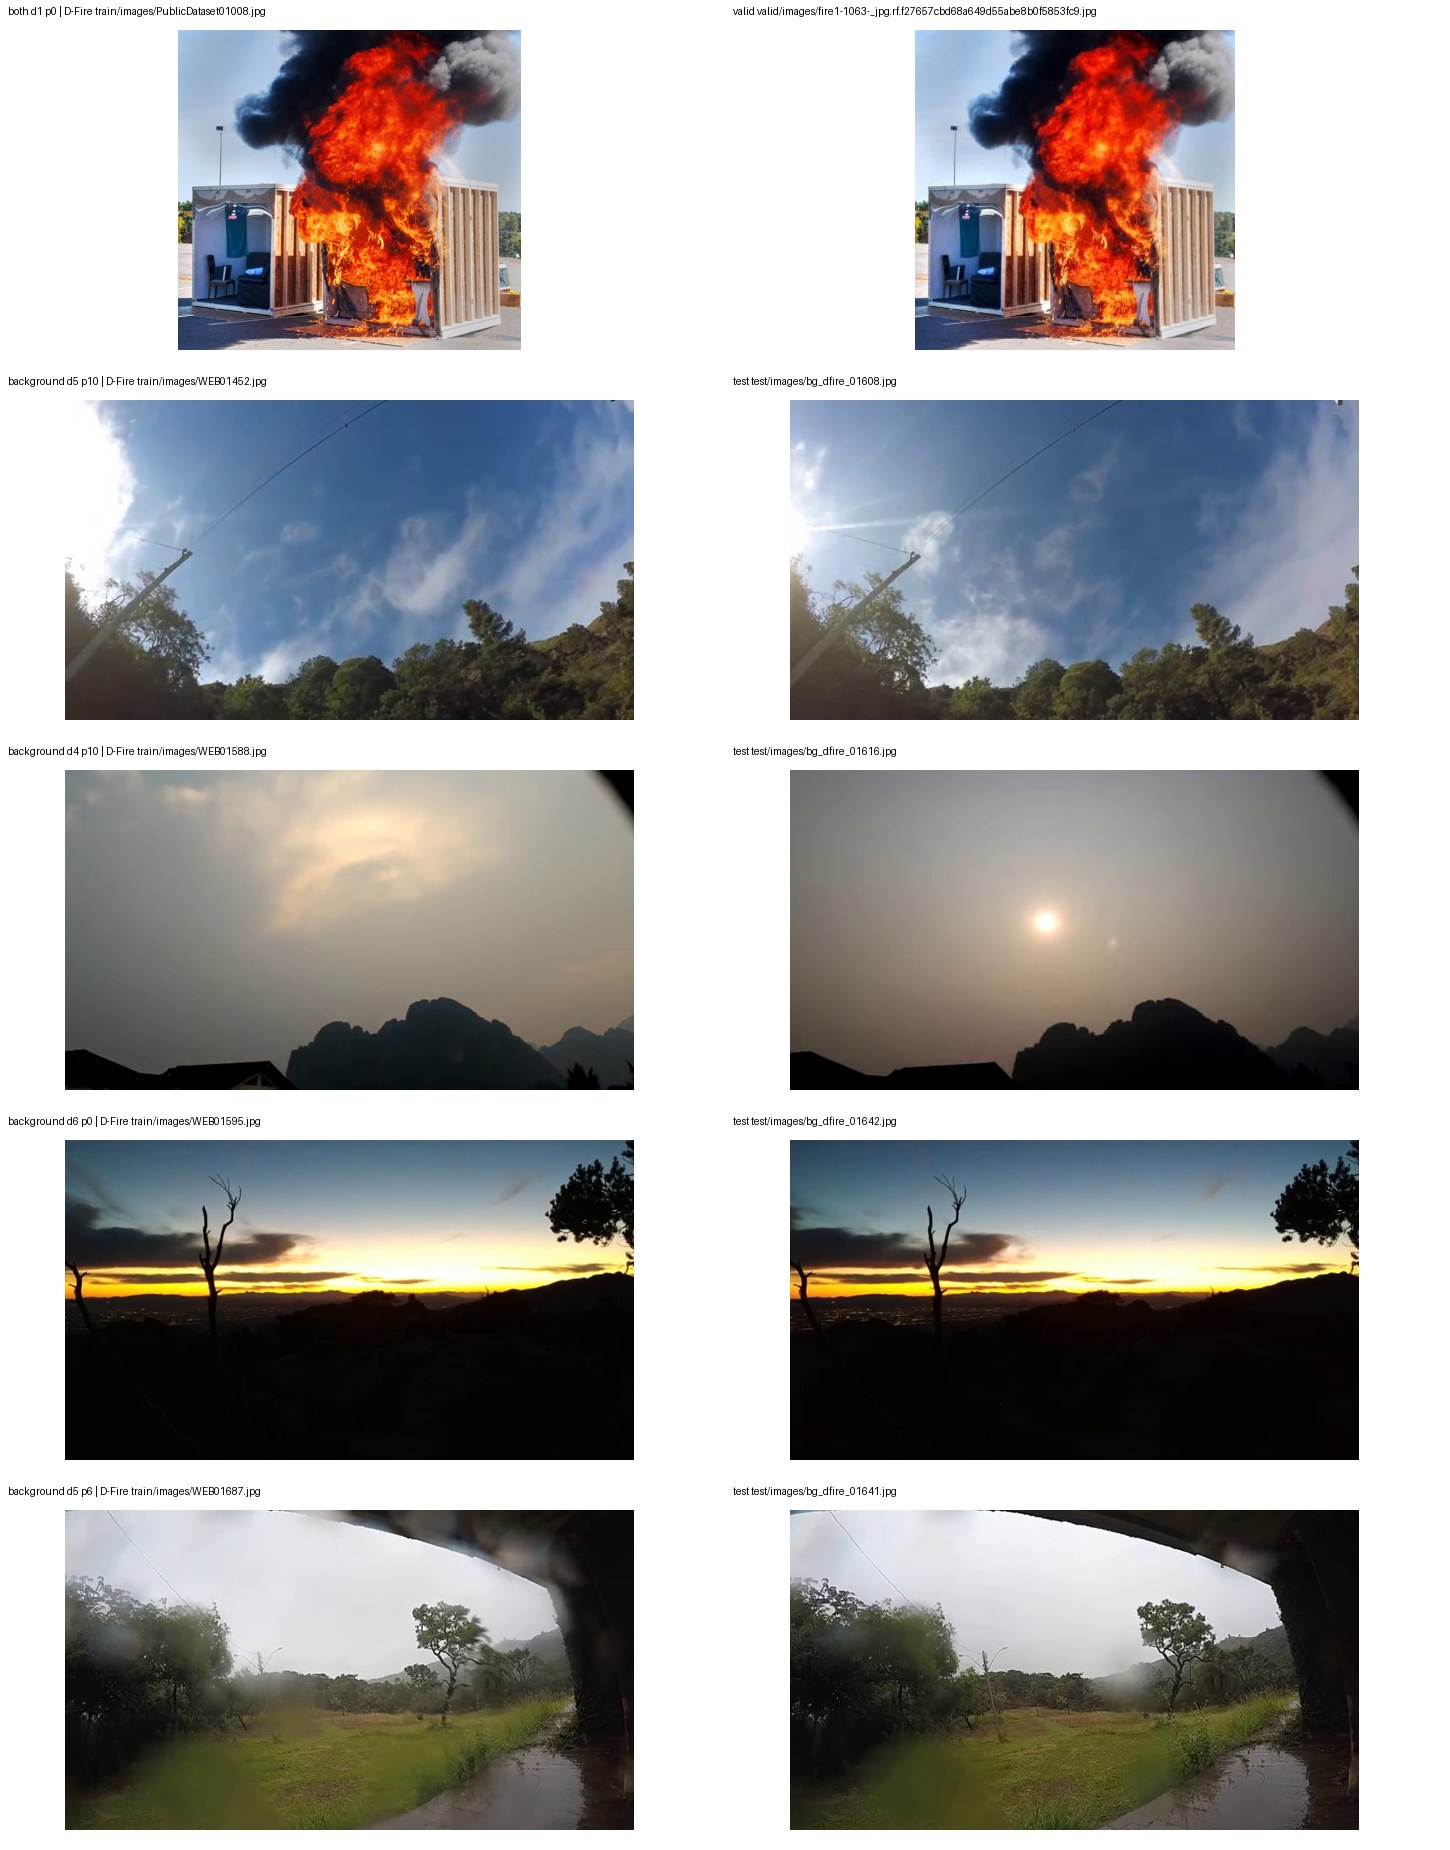 both d1 p0 | D-Fire train/images/PublicDataset01008.jpg
valid valid/images/fire1-1063-_jpg.rf.f27657cbd68a649d55abe8b0f5853fc9.jpg
background d5 p10 | D-Fire train/images/WEB01452.jpg
test test/images/bg_dfire_01608.jpg
background d4 p10 | D-Fire train/images/WEB01588.jpg
test test/images/bg_dfire_01616.jpg
background d6 p0 | D-Fire train/images/WEB01595.jpg
test test/images/bg_dfire_01642.jpg
background d5 p6 | D-Fire train/images/WEB01687.jpg
test test/images/bg_dfire_01641.jpg